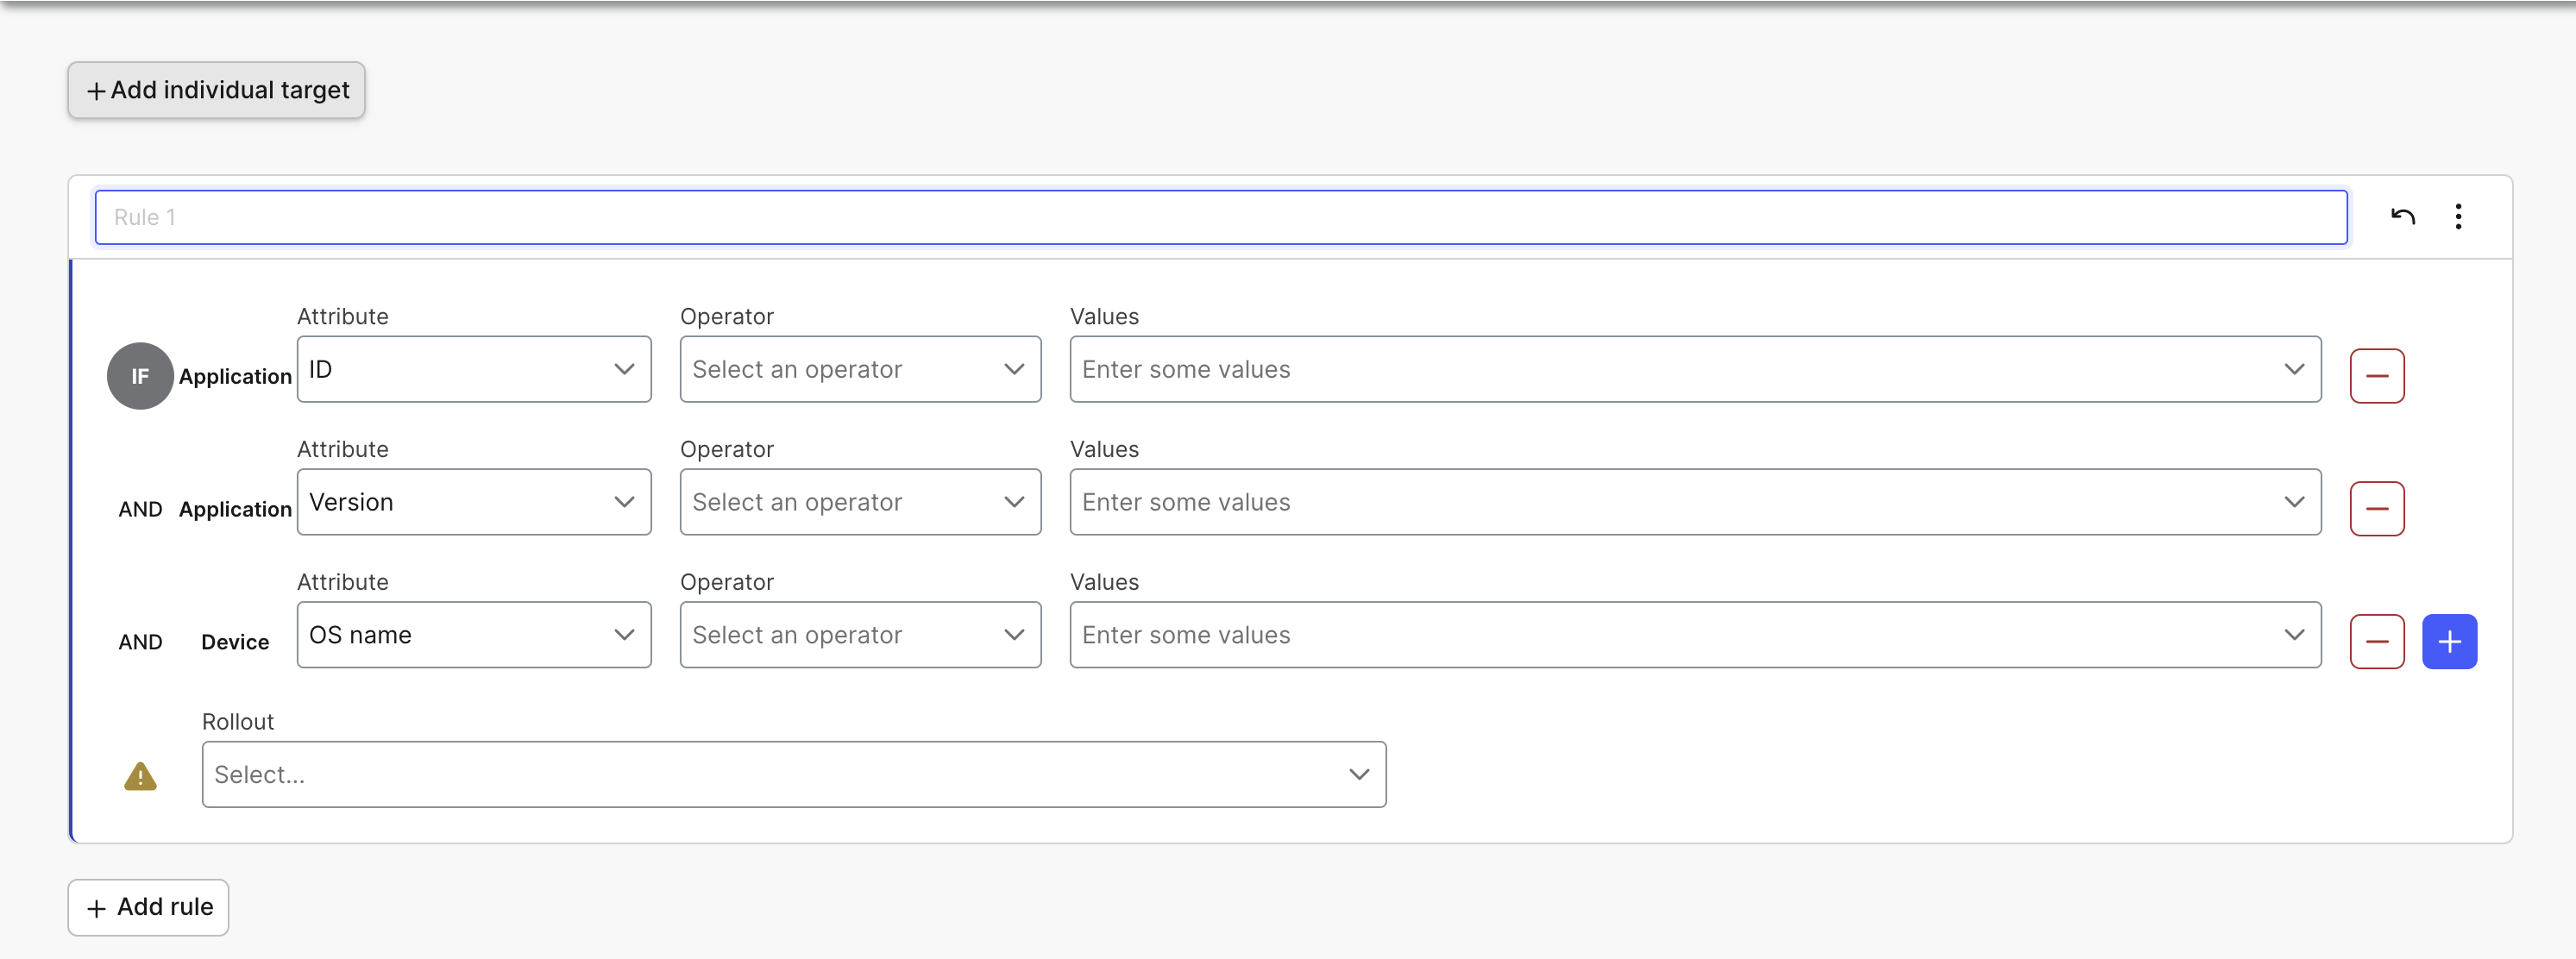 + Add individual target
Rule 1
Attribute Operator Values
IF Application ID Select an operator Enter some values
Attribute Operator Values
AND Application Version Select an operator Enter some values
Attribute Operator Values
AND Device OS name Select an operator Enter some values
Rollout
Select...
+ Add rule